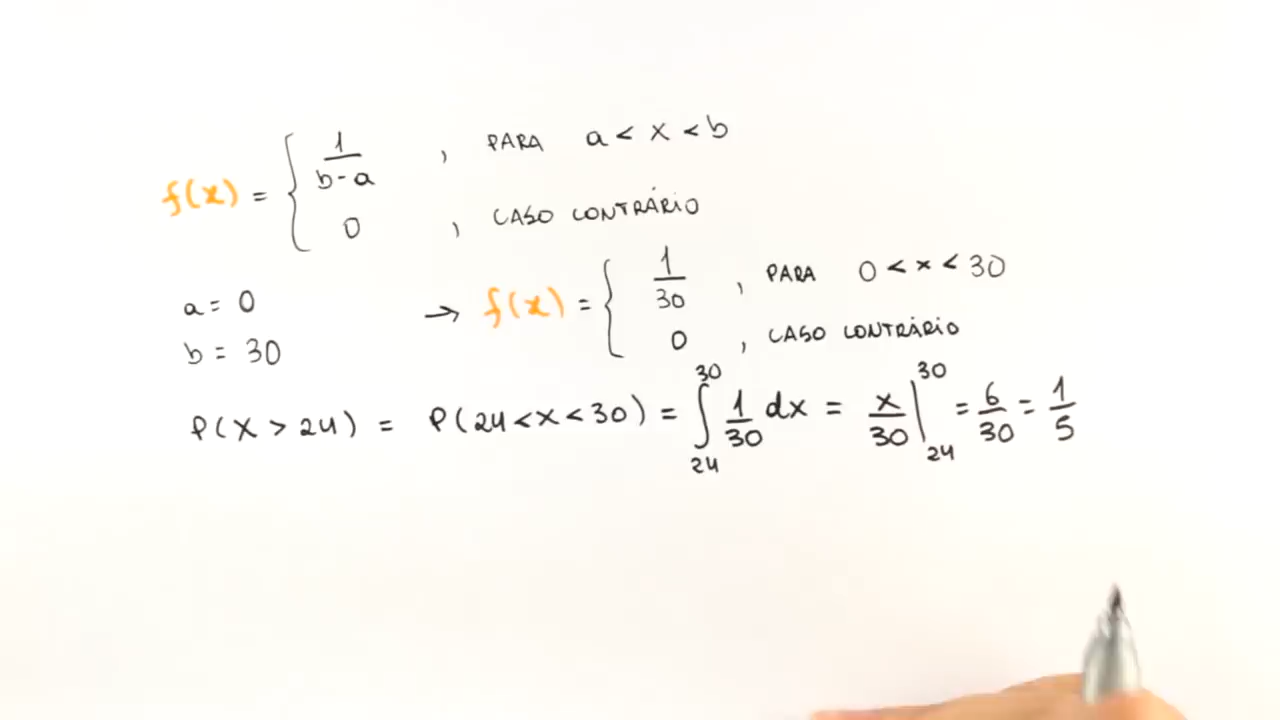 f(x) = { 1/(b-a) , PARA a < x < b
0 , CASO CONTRÁRIO
a = 0
b = 30
→ f(x) = { 1/30 , PARA 0 < x < 30
0 , CASO CONTRÁRIO
P(X > 24) = P(24 < x < 30) = ∫₂₄³⁰ 1/30 dx = x/30 |₂₄³⁰ = 6/30 = 1/5